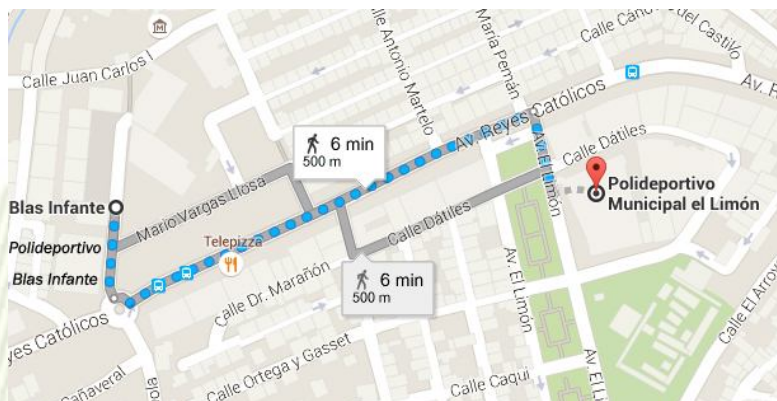 Calle Juan Carlos I
Calle Antonio Martelo
María Pemán
Calle Cáno
del Castillo
Av. Reyes Católicos
Av. R
6 min
500 m
Mario Vargas Llosa
Blas Infante
Polideportivo
Blas Infante
Telepizza
Calle Dátiles
Calle Dátiles
Av. El Limón
Polideportivo
Municipal el Limón
6 min
500 m
Calle Dr. Marañón
Av. El Limón
Av. El Limón
eyes Católicos
Cañaveral
Calle Ortega y Gasset
Calle Caqui
Calle El Arroy